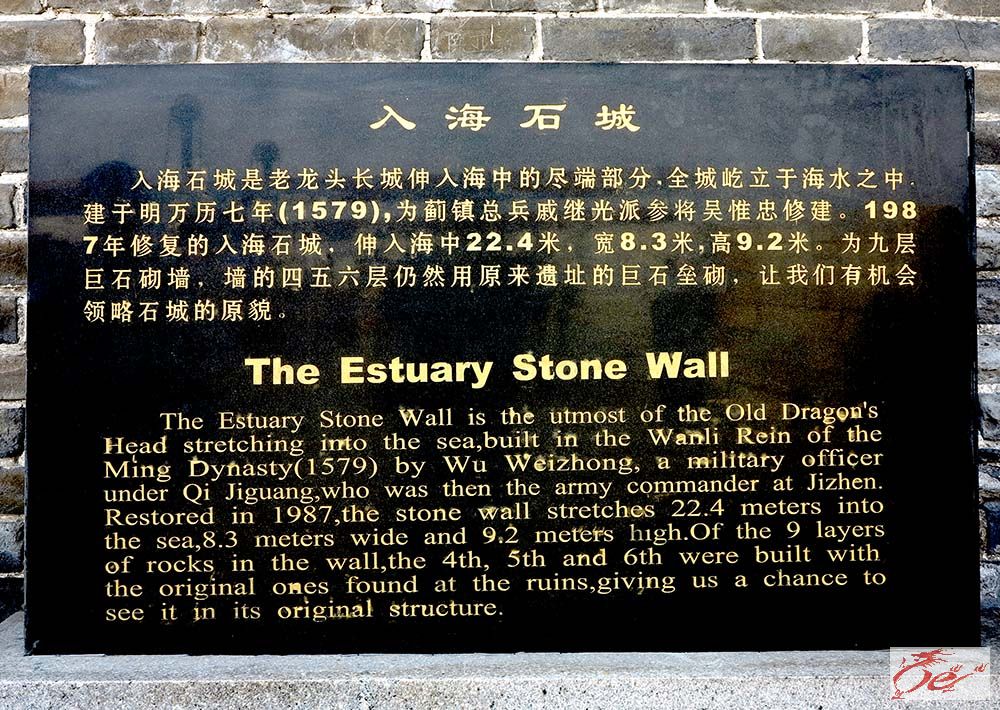 入海石城
入海石城是老龙头长城伸入海中的尽端部分,全城屹立于海水之中.
建于明万历七年(1579),为蓟镇总兵戚继光派参将吴惟忠修建。198
7年修复的入海石城，伸入海中22.4米，宽8.3米,高9.2米。为九层
巨石砌墙，墙的四五六层仍然用原来遗址的巨石垒砌，让我们有机会
领略石城的原貌。
The Estuary Stone Wall
The Estuary Stone Wall is the utmost of the Old Dragon's
Head stretching into the sea,built in the Wanli Rein of the
Ming Dynasty(1579) by Wu Weizhong, a military officer
under Qi Jiguang,who was then the army commander at Jizhen.
Restored in 1987,the stone wall stretches 22.4 meters into
the sea,8.3 meters wide and 9.2 meters high.Of the 9 layers
of rocks in the wall,the 4th, 5th and 6th were built with
the original ones found at the ruins,giving us a chance to
see it in its original structure.